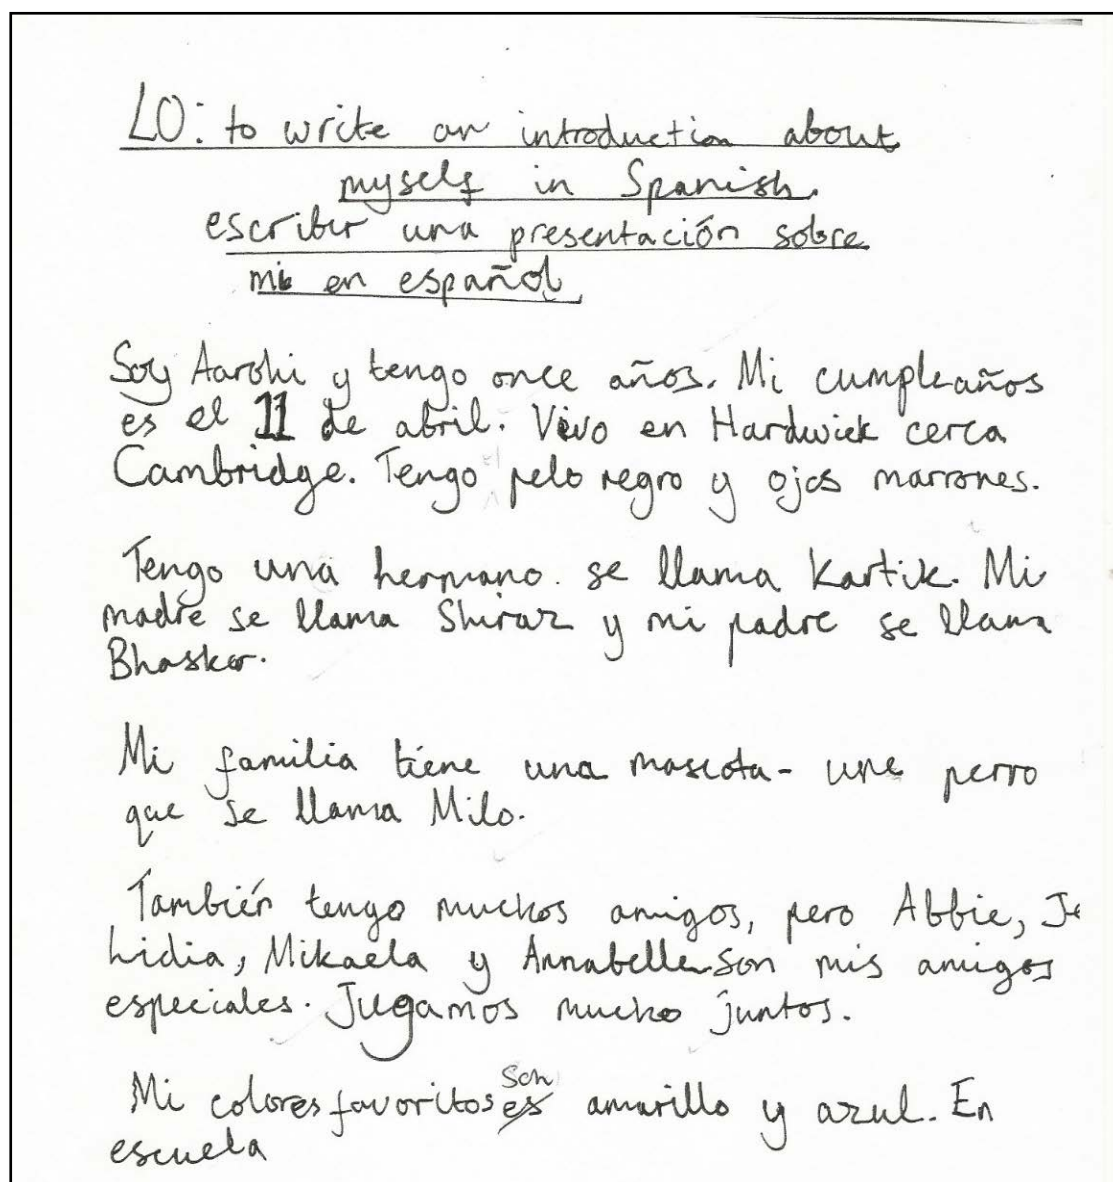 LO: to write an introduction about
myself in Spanish.
escribir una presentación sobre
mi en español
Soy Aarohi y tengo once años. Mi cumpleaños
es el 11 de abril. Vivo en Hardwick cerca
Cambridge. Tengo el pelo negro y ojos marrones.
Tengo una hermano. se llama Kartik. Mi
madre se llama Shiraz y mi padre se llama
Bhasker.
Mi familia tiene una mascota - une perro
que se llama Milo.
También tengo muchos amigos, pero Abbie, Je
Lidia, Mikaela y Annabelle son mis amigos
especiales. Jugamos mucho juntos.
Mi colores favoritos son amarillo y azul. En
escuela